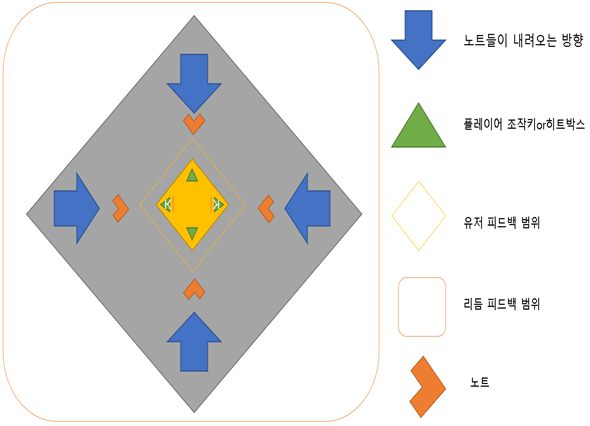 노트들이 내려오는 방향
플레이어 조작키or히트박스
유저 피드백 범위
리듬 피드백 범위
노트